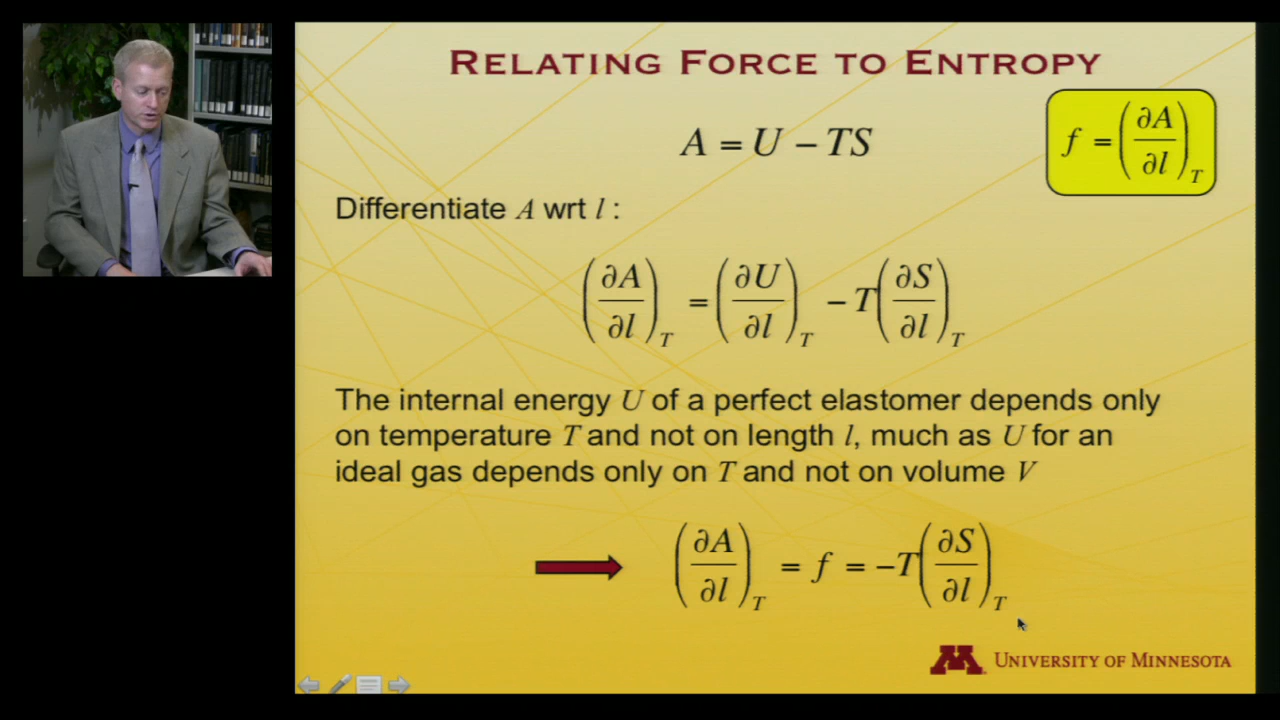 RELATING FORCE TO ENTROPY
f = (∂A/∂l)_T
A = U − TS
Differentiate A wrt l :
(∂A/∂l)_T = (∂U/∂l)_T − T(∂S/∂l)_T
The internal energy U of a perfect elastomer depends only
on temperature T and not on length l, much as U for an
ideal gas depends only on T and not on volume V
(∂A/∂l)_T = f = −T(∂S/∂l)_T
M UNIVERSITY OF MINNESOTA